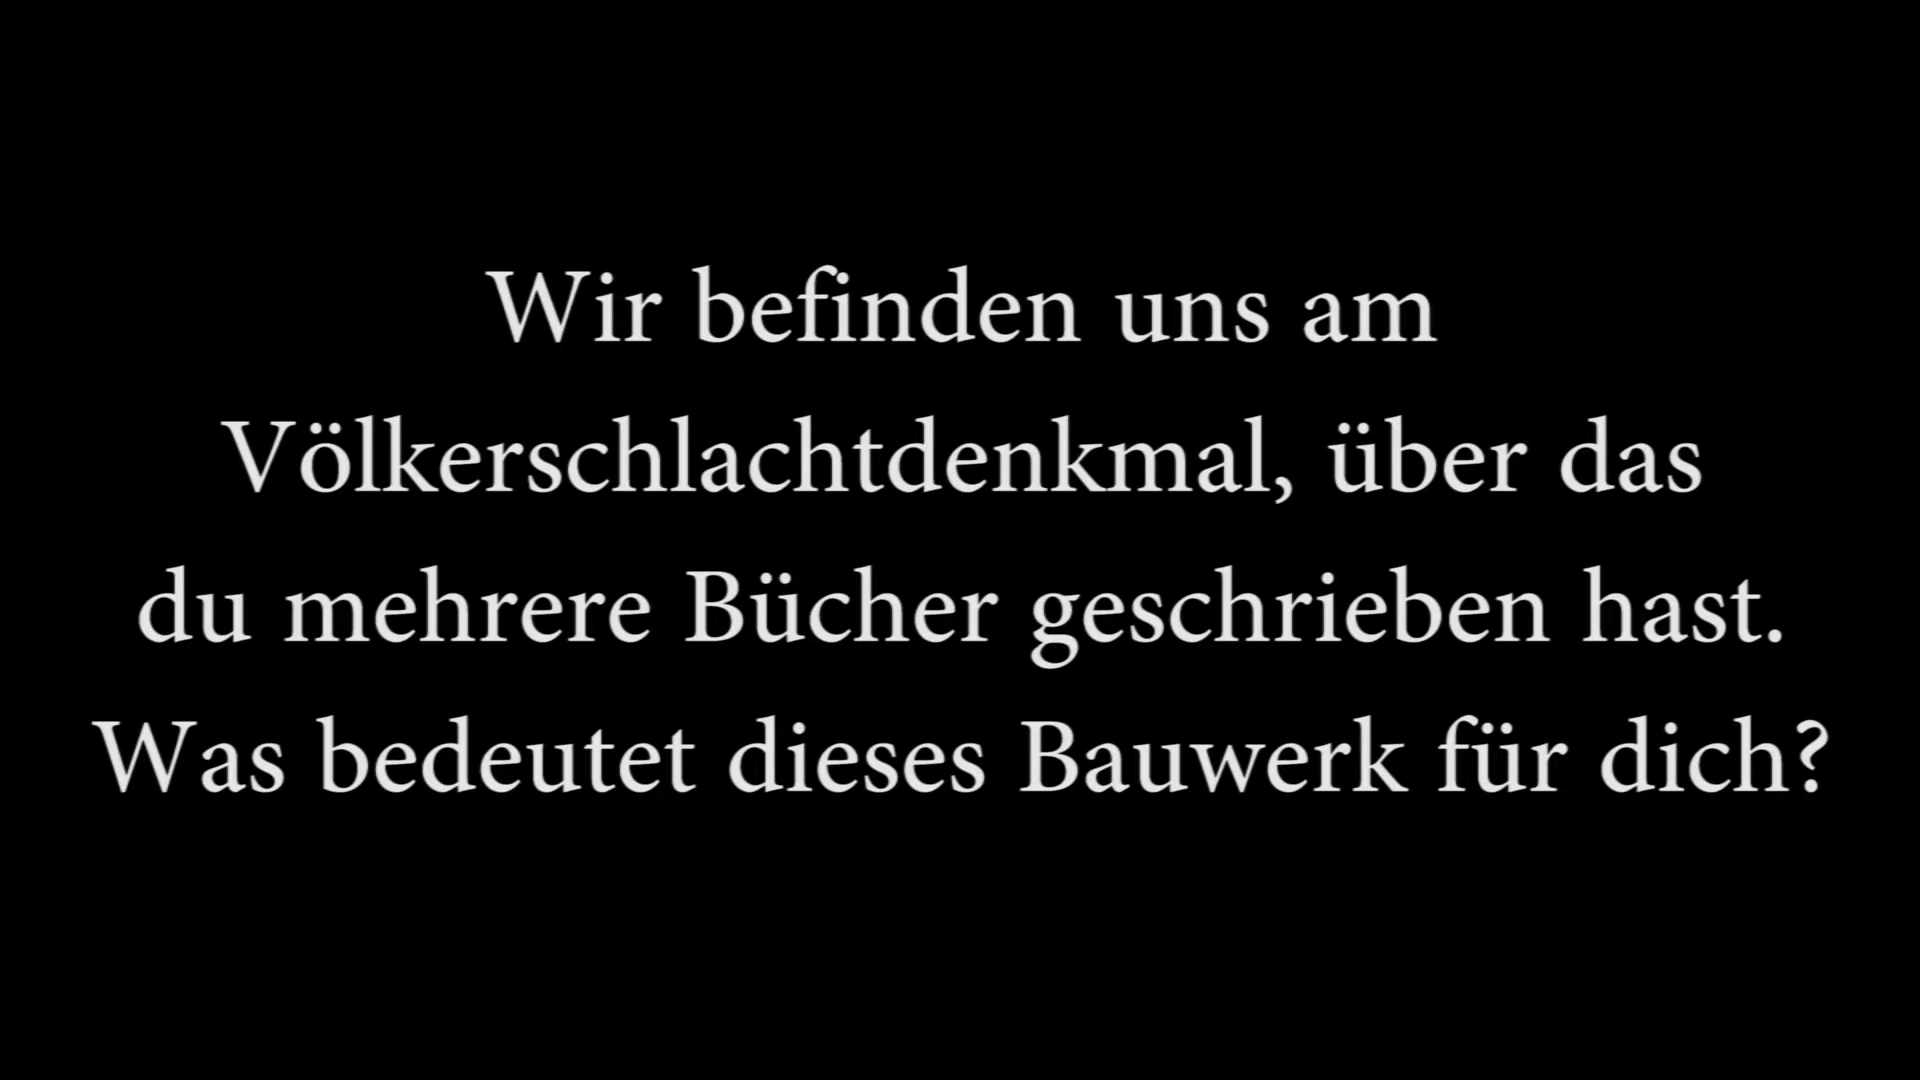 Wir befinden uns am
Völkerschlachtdenkmal, über das
du mehrere Bücher geschrieben hast.
Was bedeutet dieses Bauwerk für dich?